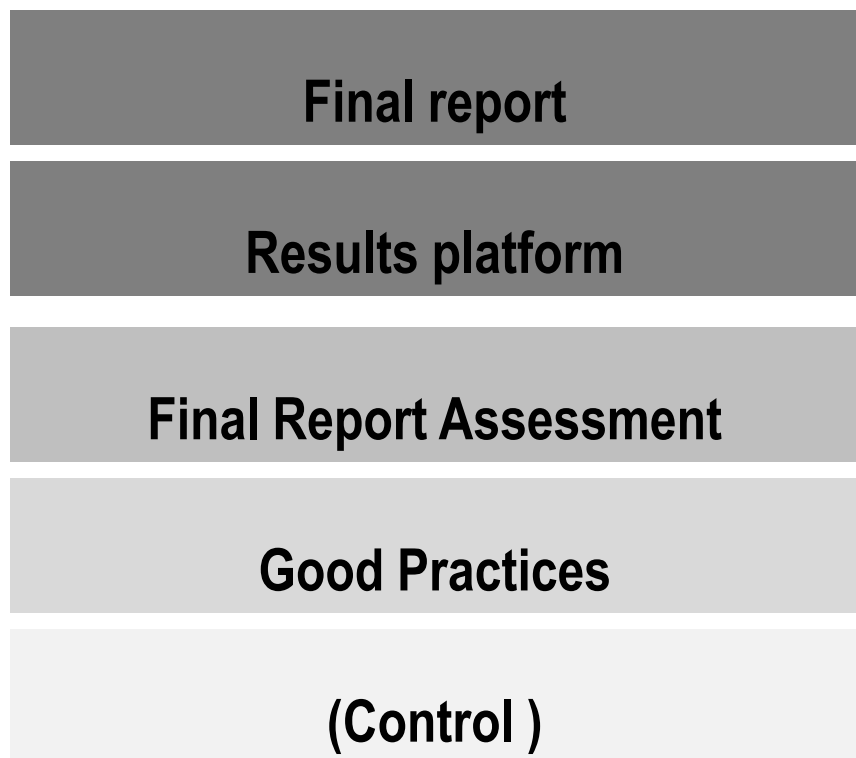 Final report
Results platform
Final Report Assessment
Good Practices
(Control )